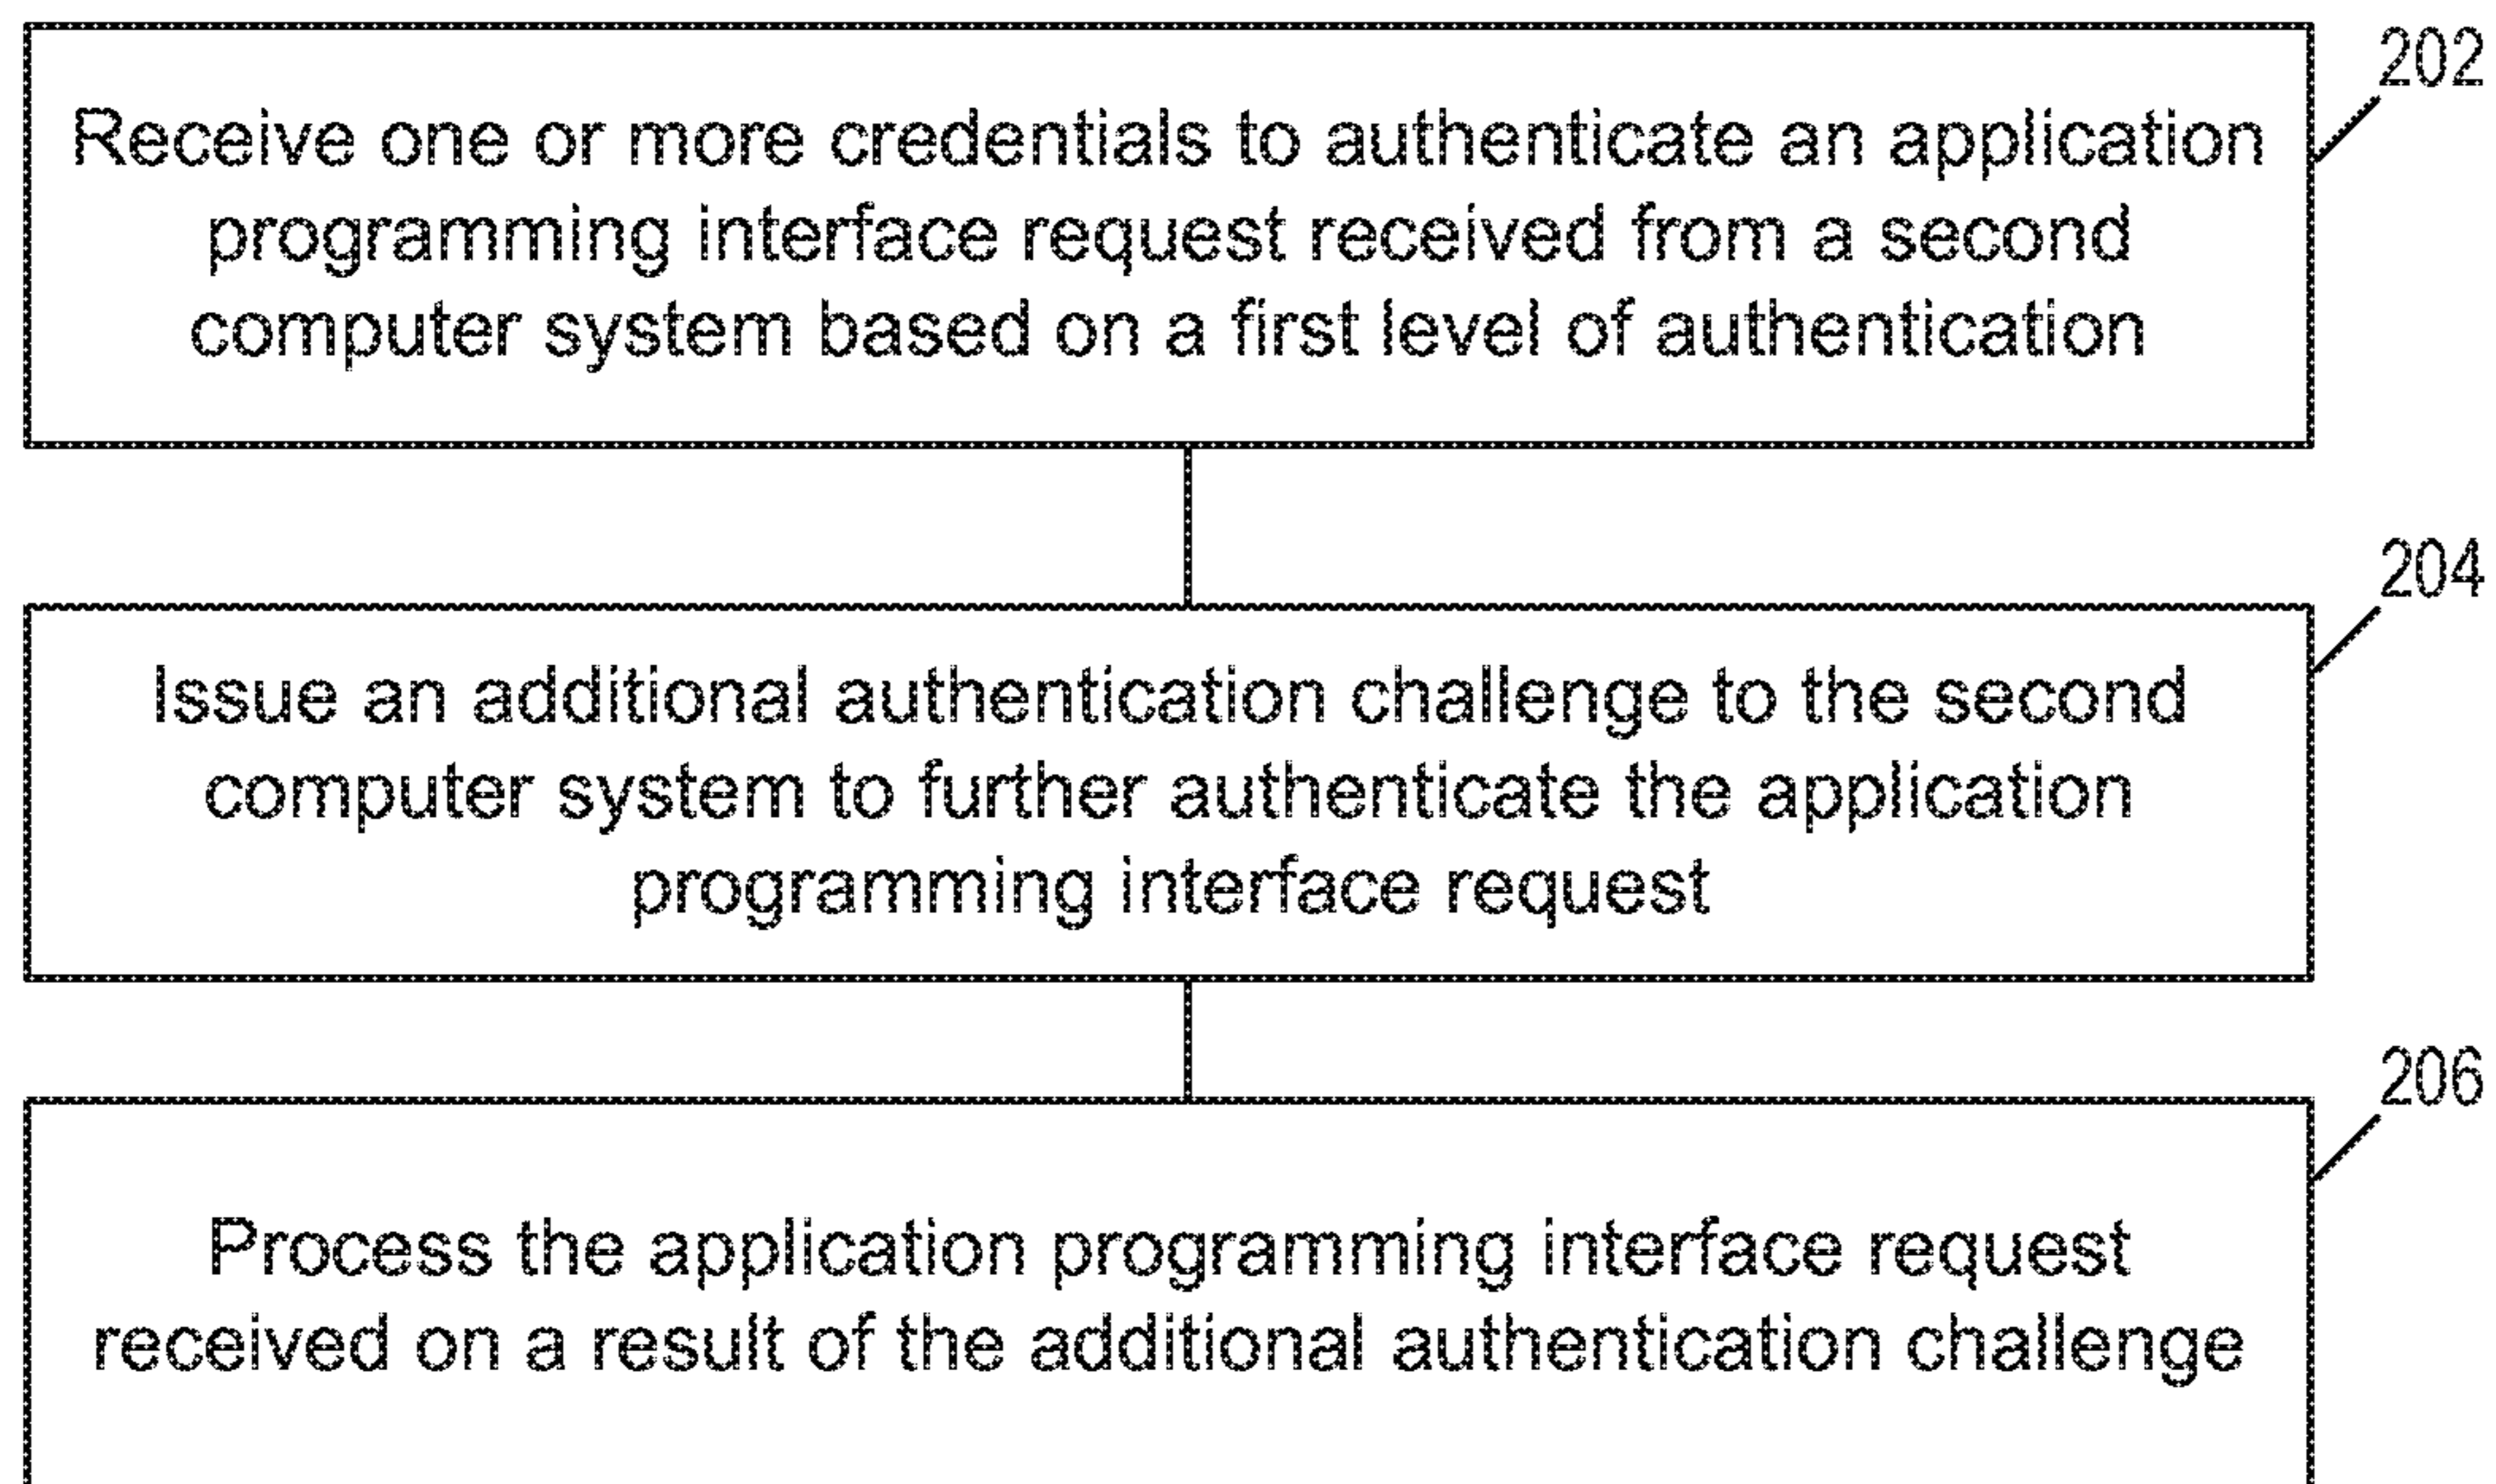 202
Receive one or more credentials to authenticate an application
programming interface request received from a second
computer system based on a first level of authentication
204
Issue an additional authentication challenge to the second
computer system to further authenticate the application
programming interface request
206
Process the application programming interface request
received on a result of the additional authentication challenge